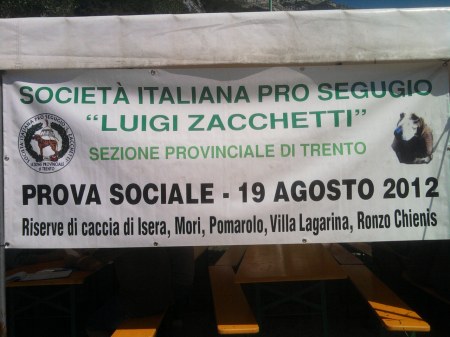 SOCIETÀ ITALIANA PRO SEGUGIO
"LUIGI ZACCHETTI"
SEZIONE PROVINCIALE DI TRENTO
PROVA SOCIALE - 19 AGOSTO 2012
Riserve di caccia di Isera, Mori, Pomarolo, Villa Lagarina, Ronzo Chienis